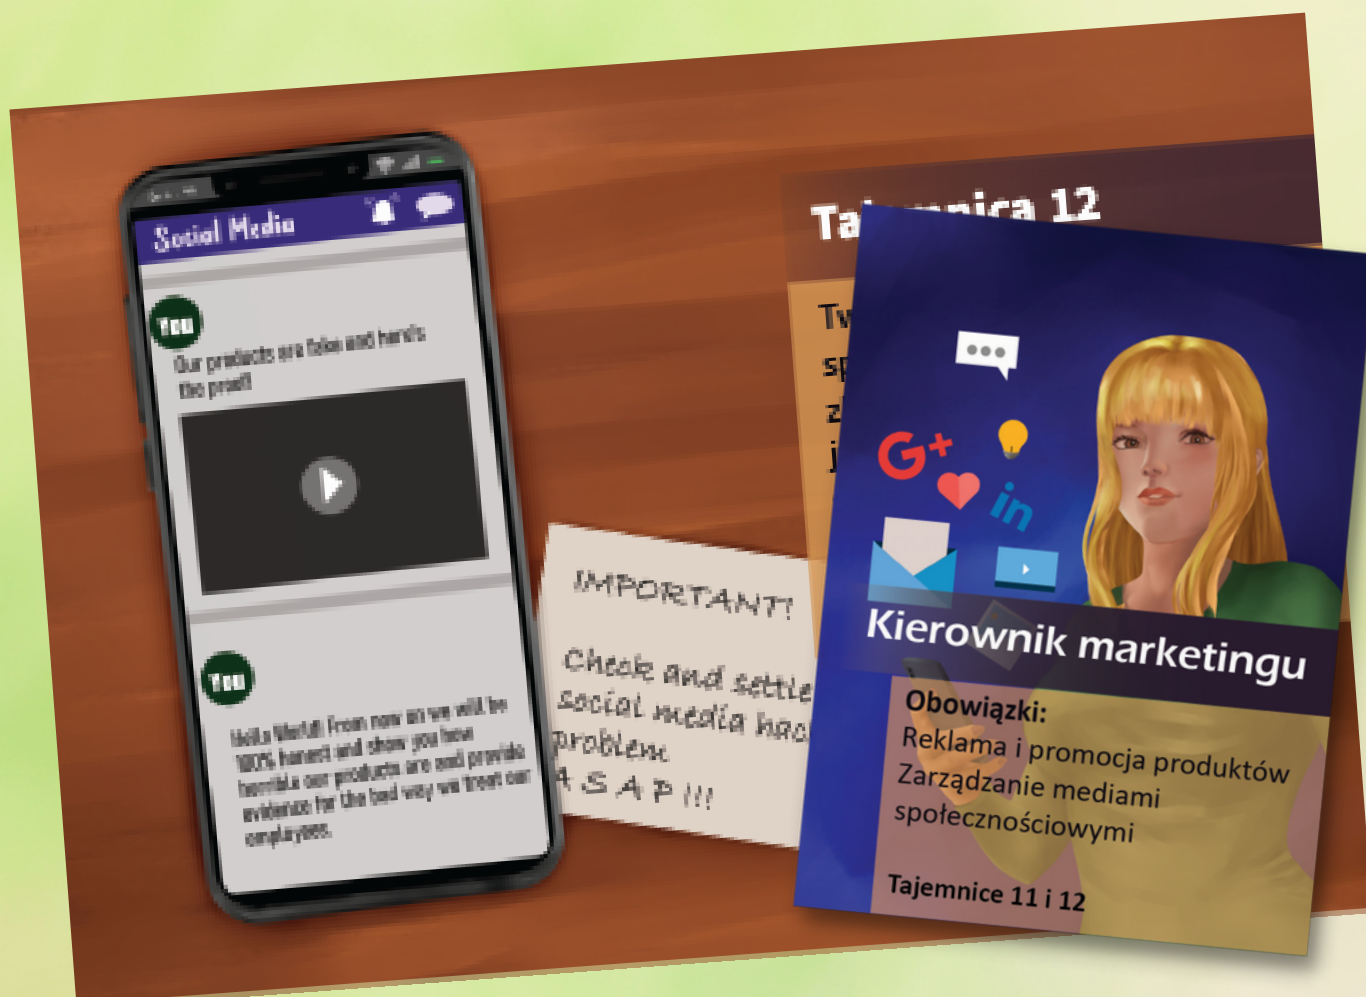 Social Media
You
Our products are fake and here's
the proof!
You
Hello World! From now on we will be
100% honest and show you how
horrible our products are and provide
evidence for the bad way we treat our
employees.
IMPORTANT!
Check and settle
social media
problem
ASAP!!!
Tajemnica 12
G+
in
Kierownik marketingu
Obowiązki:
Reklama i promocja produktów
Zarządzanie mediami
społecznościowymi
Tajemnice 11 i 12